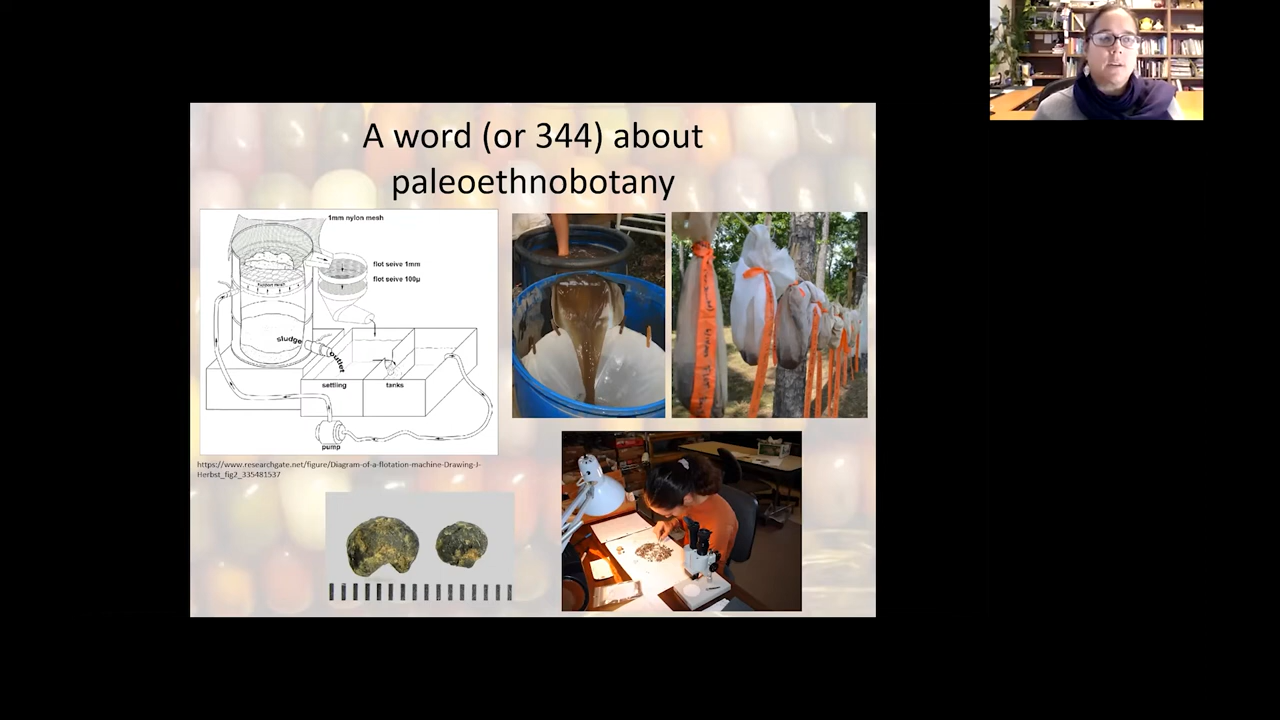 A word (or 344) about
paleoethnobotany
1mm nylon mesh
flot seive 1mm
flot seive 100µ
sludge
outlet
settling
tanks
pump
https://www.researchgate.net/figure/Diagram-of-a-flotation-machine-Drawing-J-
Herbst_fig2_335481537